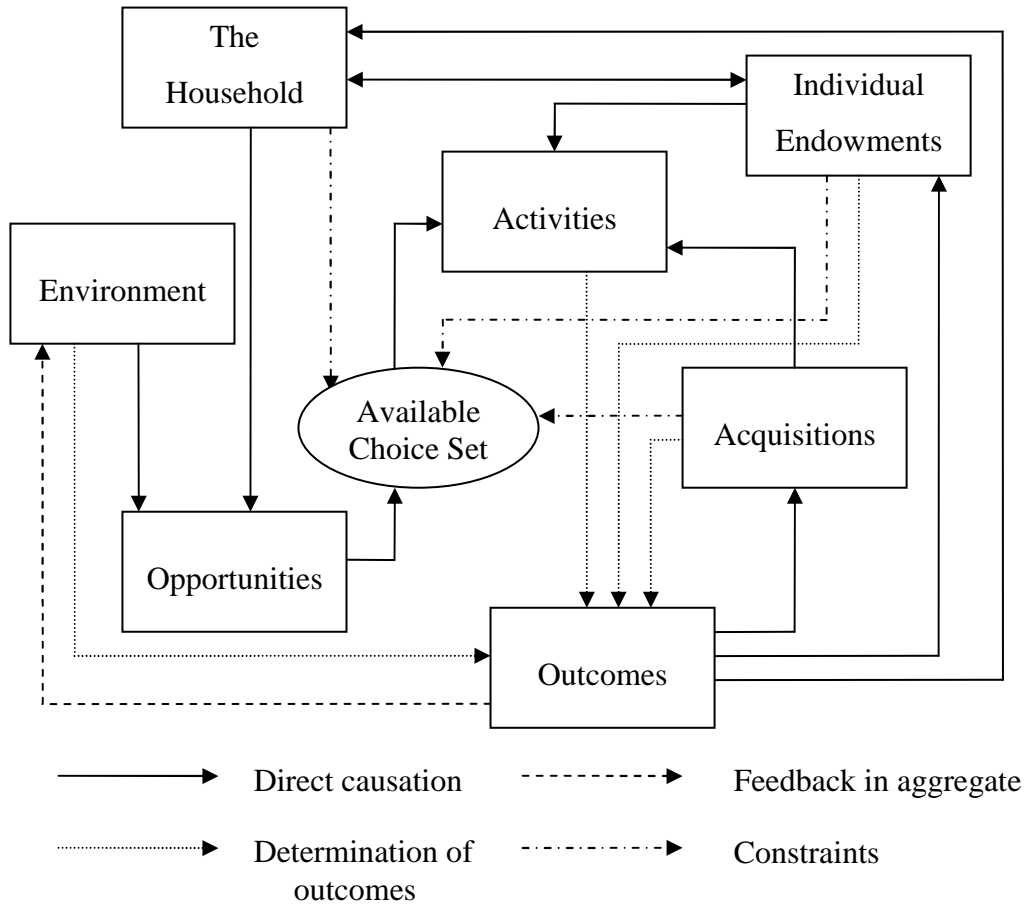 The
Household
Individual
Endowments
Activities
Environment
Available
Choice Set
Acquisitions
Opportunities
Outcomes
Direct causation
Feedback in aggregate
Determination of
outcomes
Constraints